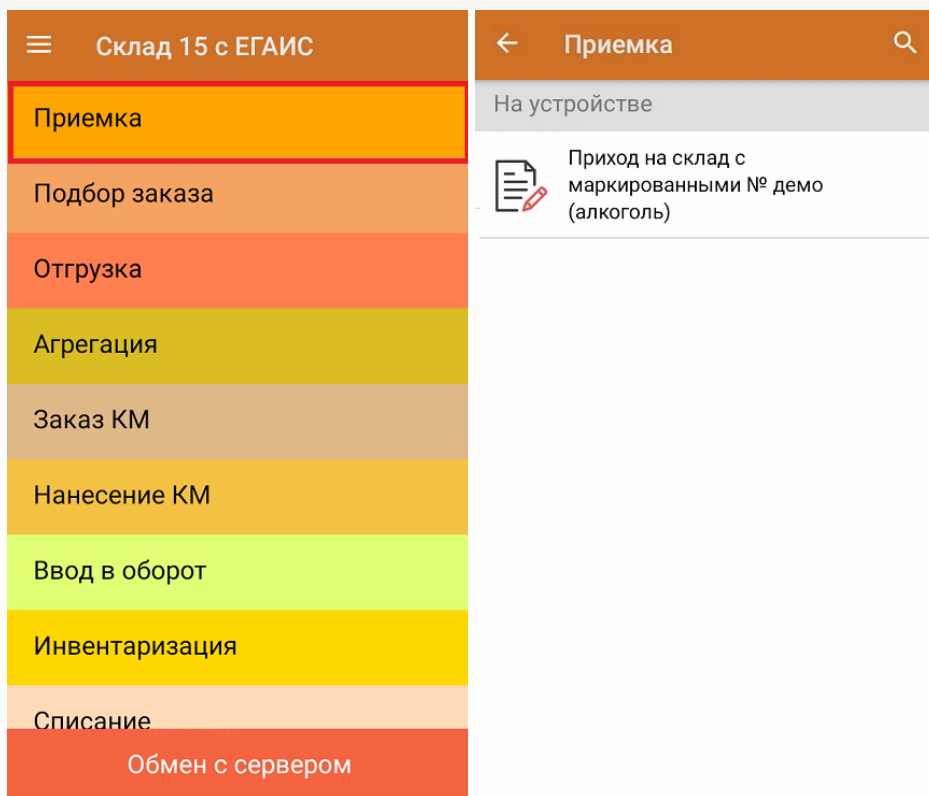 Склад 15 с ЕГАИС
Приемка
Подбор заказа
Отгрузка
Агрегация
Заказ КМ
Нанесение КМ
Ввод в оборот
Инвентаризация
Списание
Обмен с сервером
Приемка
На устройстве
Приход на склад с
маркированными № демо
(алкоголь)